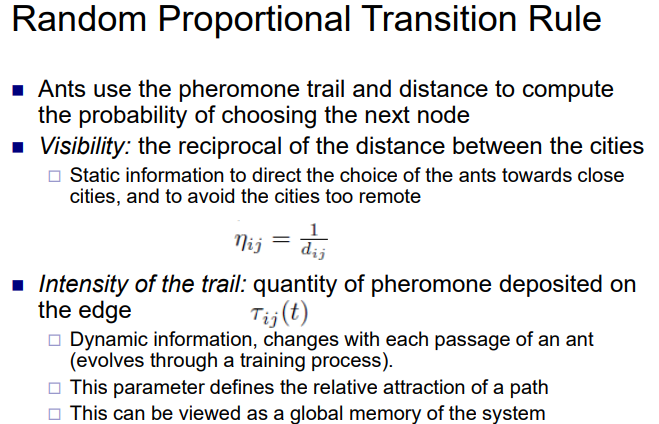 Random Proportional Transition Rule
Ants use the pheromone trail and distance to compute
the probability of choosing the next node
Visibility: the reciprocal of the distance between the cities
Static information to direct the choice of the ants towards close
cities, and to avoid the cities too remote
η_{ij} = \frac{1}{d_{ij}}
Intensity of the trail: quantity of pheromone deposited on
the edge τ_{ij}(t)
Dynamic information, changes with each passage of an ant
(evolves through a training process).
This parameter defines the relative attraction of a path
This can be viewed as a global memory of the system